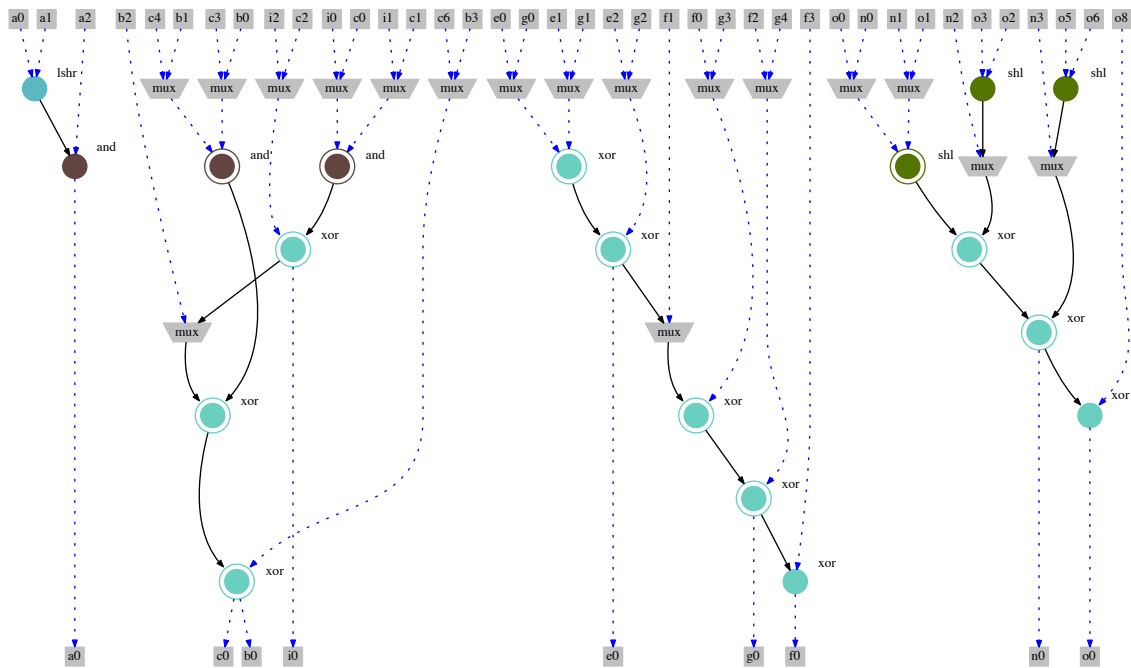 a0 a1 a2 b2 c4 b1 c3 b0 i2 c2 i0 c0 i1 c1 c6 b3 e0 g0 e1 g1 e2 g2 f1 f0 g3 f2 g4 f3 o0 n0 n1 o1 n2 o3 o2 n3 o5 o6 o8
lshr mux mux mux mux mux mux mux mux mux mux mux mux mux shl shl
and and and xor shl mux mux
xor xor xor
mux mux xor
xor xor xor
xor
xor xor
a0 c0 b0 i0 e0 g0 f0 n0 o0